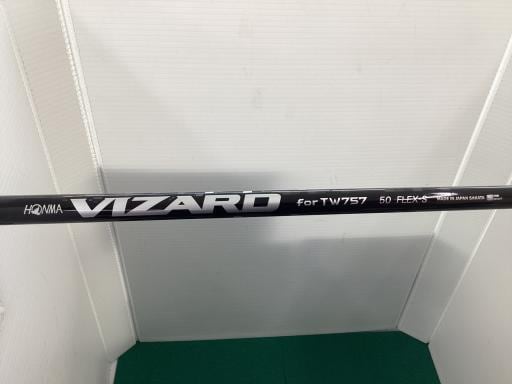 HONMA VIZARD for TW757 50 FLEX-S MADE IN JAPAN SAKATA